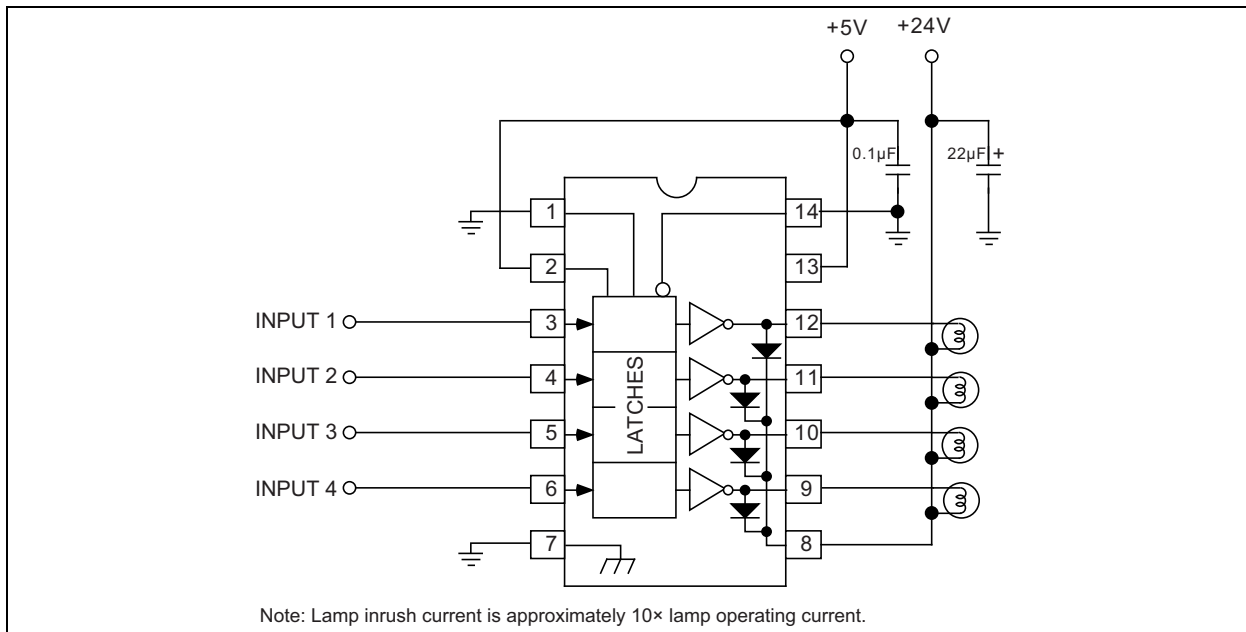 +5V +24V
0.1µF 22µF +
1 14
2 13
INPUT 1 3 12
INPUT 2 4 11
LATCHES
INPUT 3 5 10
INPUT 4 6 9
7 8
Note: Lamp inrush current is approximately 10× lamp operating current.